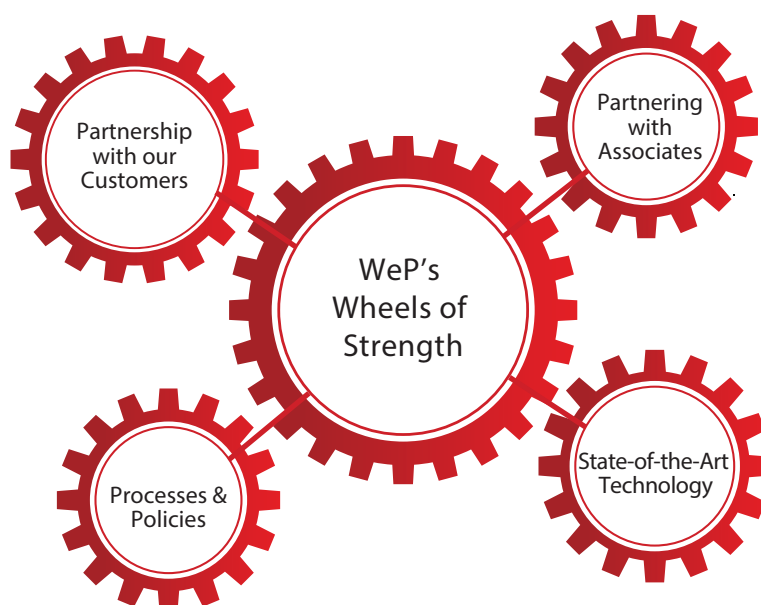 Partnership
with our
Customers
Partnering
with
Associates
WeP’s
Wheels of
Strength
Processes &
Policies
State-of-the-Art
Technology